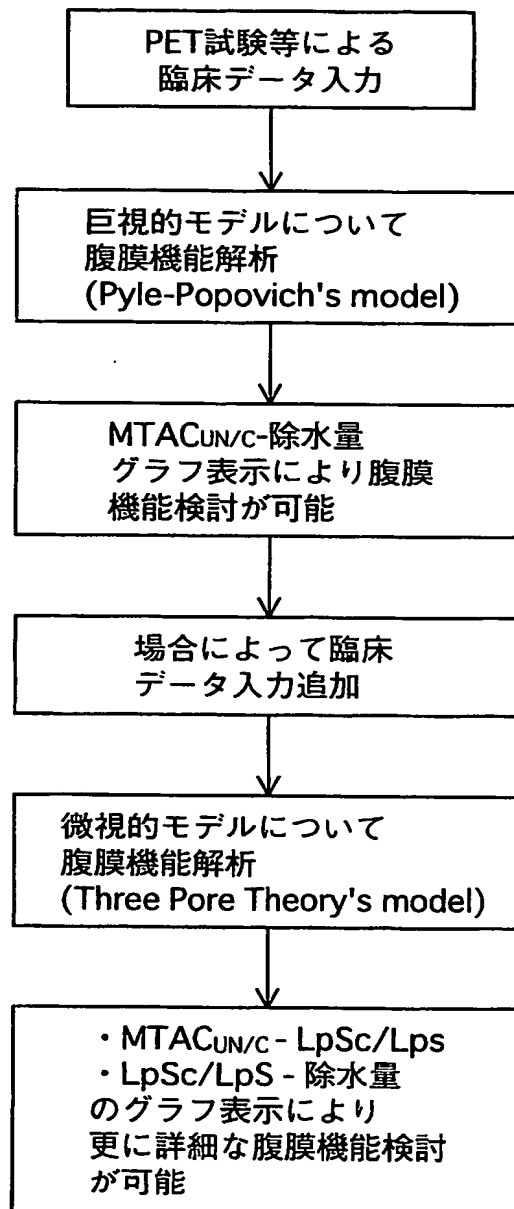 PET試験等による
臨床データ入力
巨視的モデルについて
腹膜機能解析
(Pyle-Popovich's model)
MTACUN/C-除水量
グラフ表示により腹膜
機能検討が可能
場合によって臨床
データ入力追加
微視的モデルについて
腹膜機能解析
(Three Pore Theory's model)
・MTACUN/C - LpSc/Lps
・LpSc/LpS - 除水量
のグラフ表示により
更に詳細な腹膜機能検討
が可能